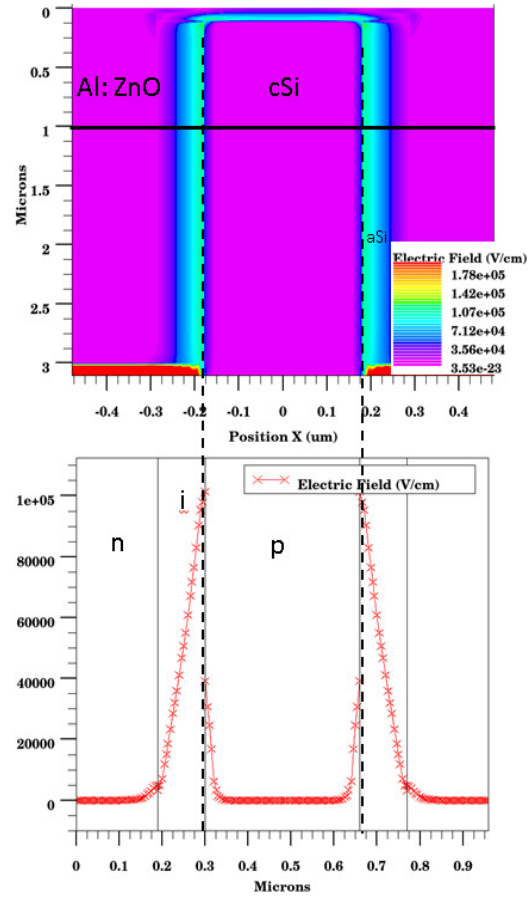 0
0.5
1
1.5
2
2.5
3
Microns
Al: ZnO
cSi
aSi
Electric Field (V/cm)
1.78e+05
1.42e+05
1.07e+05
7.12e+04
3.56e+04
3.53e-23
-0.4 -0.2 -0.1 0 0.1 0.2 0.4
Position X (um)
Electric Field (V/cm)
1e+05
80000
60000
40000
20000
0
n
i
p
0 0.1 0.2 0.3 0.4 0.5 0.6 0.7 0.8 0.9
Microns